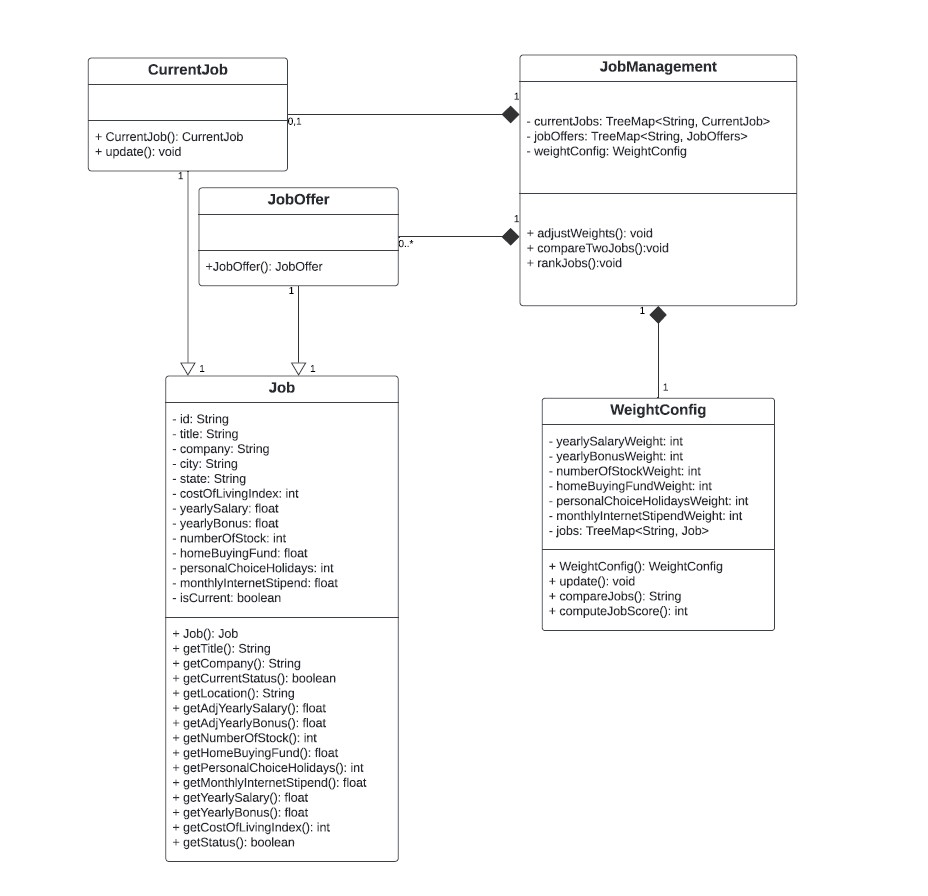 CurrentJob
+ CurrentJob(): CurrentJob
+ update(): void
0,1
1
1
JobManagement
- currentJobs: TreeMap<String, CurrentJob>
- jobOffers: TreeMap<String, JobOffers>
- weightConfig: WeightConfig
+ adjustWeights(): void
+ compareTwoJobs():void
+ rankJobs():void
JobOffer
+JobOffer(): JobOffer
0..*
1
1
1
1
1
1
Job
- id: String
- title: String
- company: String
- city: String
- state: String
- costOfLivingIndex: int
- yearlySalary: float
- yearlyBonus: float
- numberOfStock: int
- homeBuyingFund: float
- personalChoiceHolidays: int
- monthlyInternetStipend: float
- isCurrent: boolean
+ Job(): Job
+ getTitle(): String
+ getCompany(): String
+ getCurrentStatus(): boolean
+ getLocation(): String
+ getAdjYearlySalary(): float
+ getAdjYearlyBonus(): float
+ getNumberOfStock(): int
+ getHomeBuyingFund(): float
+ getPersonalChoiceHolidays(): int
+ getMonthlyInternetStipend(): float
+ getYearlySalary(): float
+ getYearlyBonus(): float
+ getCostOfLivingIndex(): int
+ getStatus(): boolean
1
WeightConfig
- yearlySalaryWeight: int
- yearlyBonusWeight: int
- numberOfStockWeight: int
- homeBuyingFundWeight: int
- personalChoiceHolidaysWeight: int
- monthlyInternetStipendWeight: int
- jobs: TreeMap<String, Job>
+ WeightConfig(): WeightConfig
+ update(): void
+ compareJobs(): String
+ computeJobScore(): int